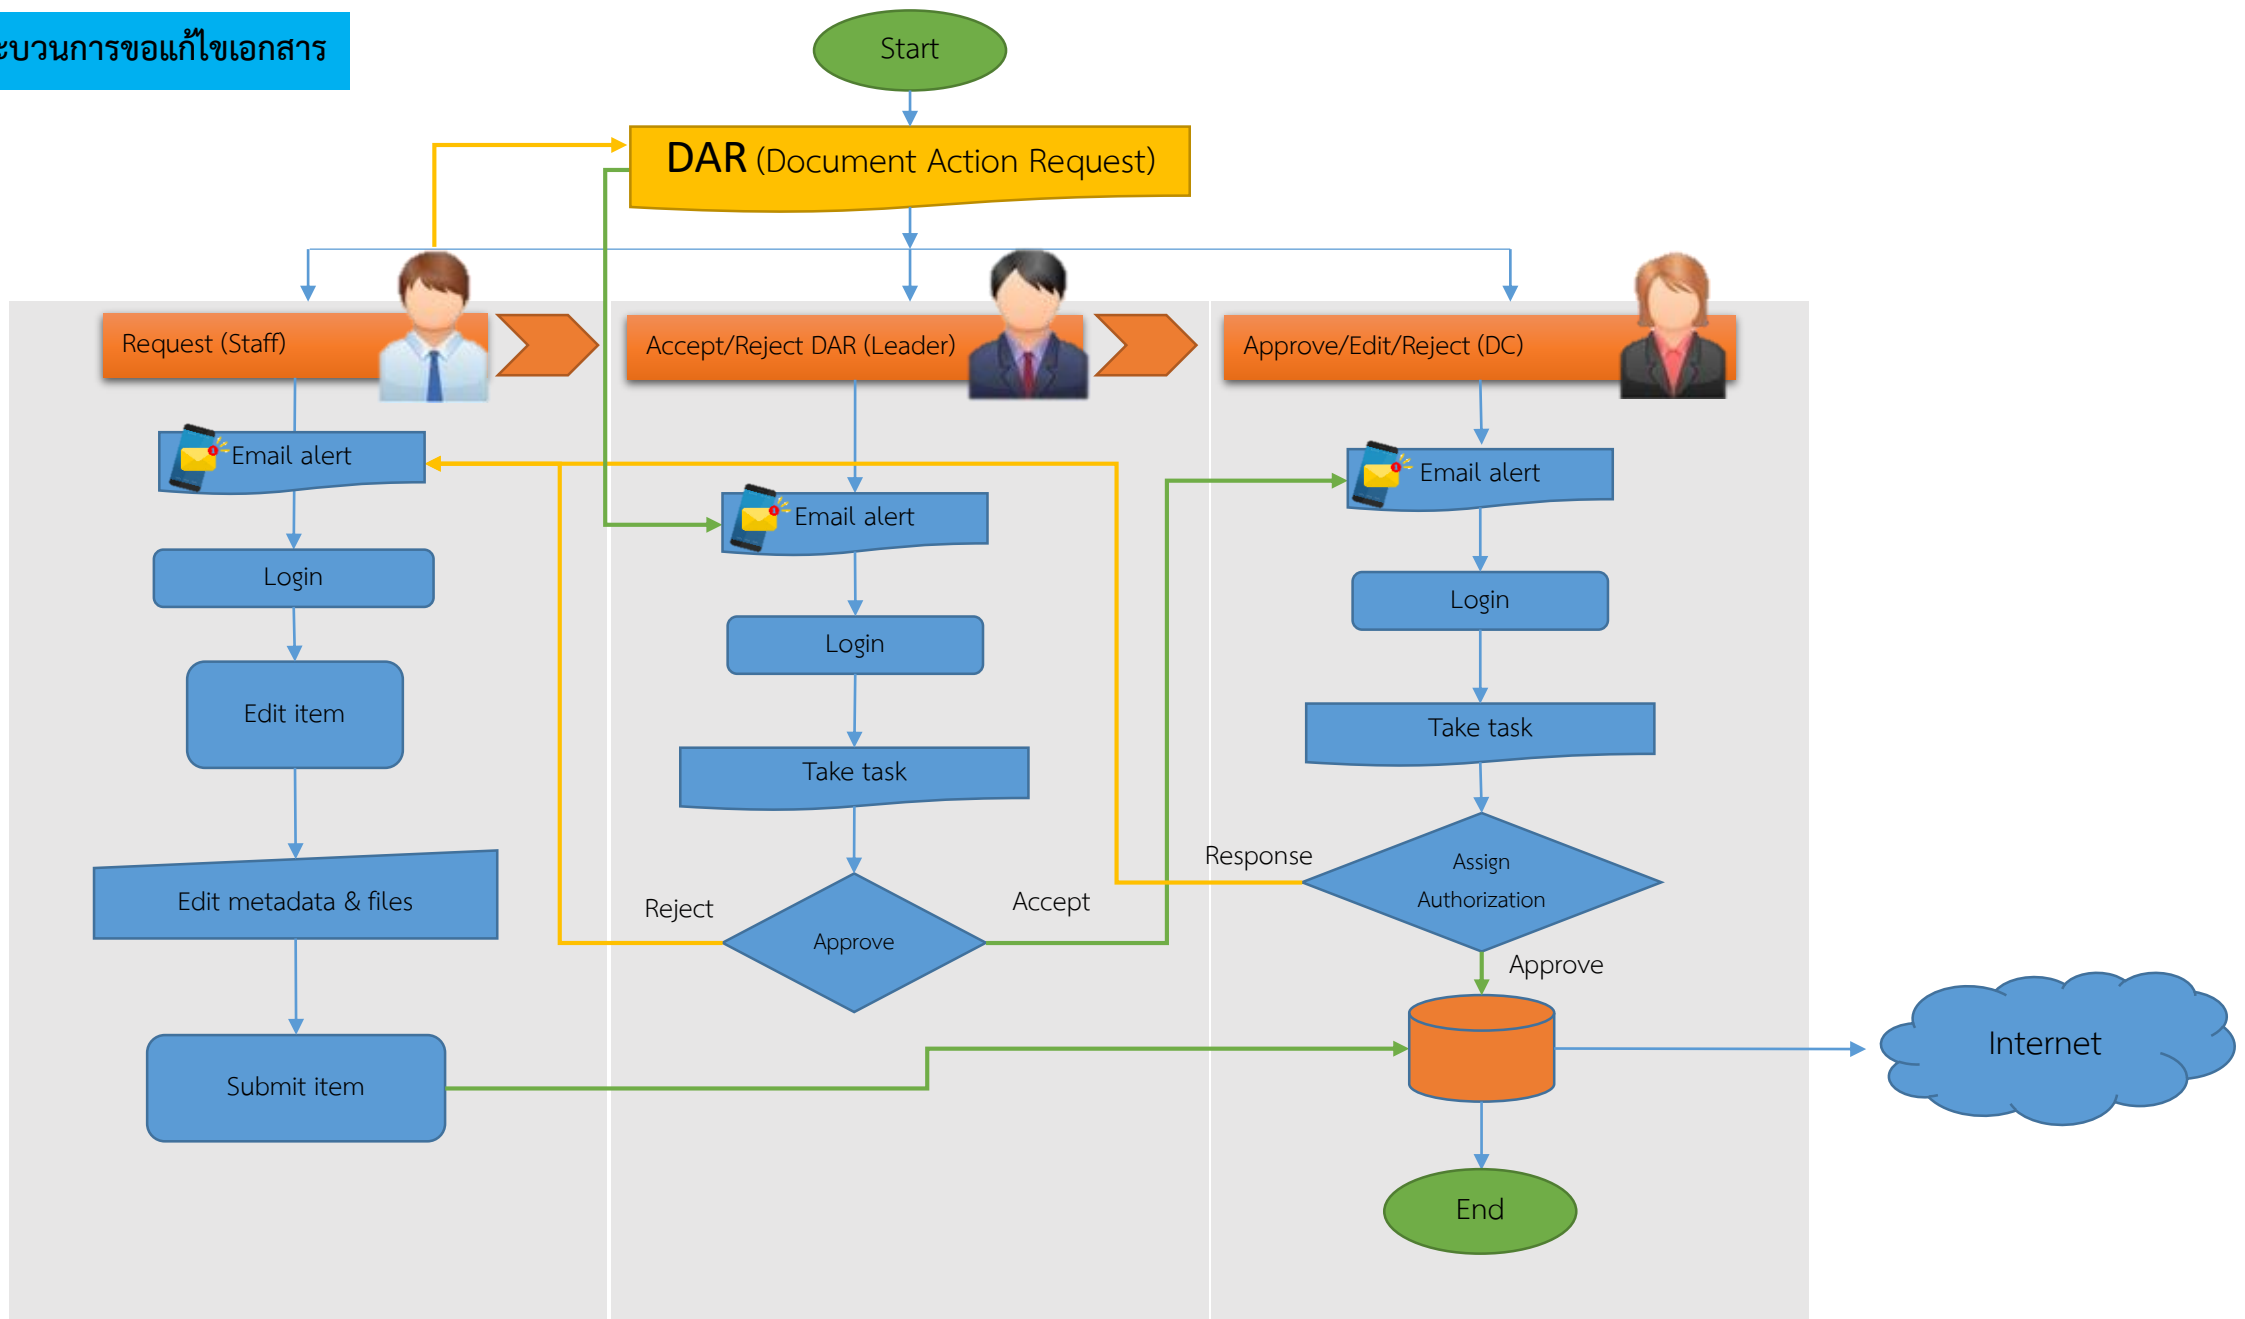 ะบวนการขอแก้ไขเอกสาร
Start
DAR (Document Action Request)
Request (Staff)
Accept/Reject DAR (Leader)
Approve/Edit/Reject (DC)
Email alert
Email alert
Email alert
Login
Login
Login
Edit item
Take task
Take task
Edit metadata & files
Reject
Approve
Accept
Response
Assign
Authorization
Approve
Submit item
Internet
End